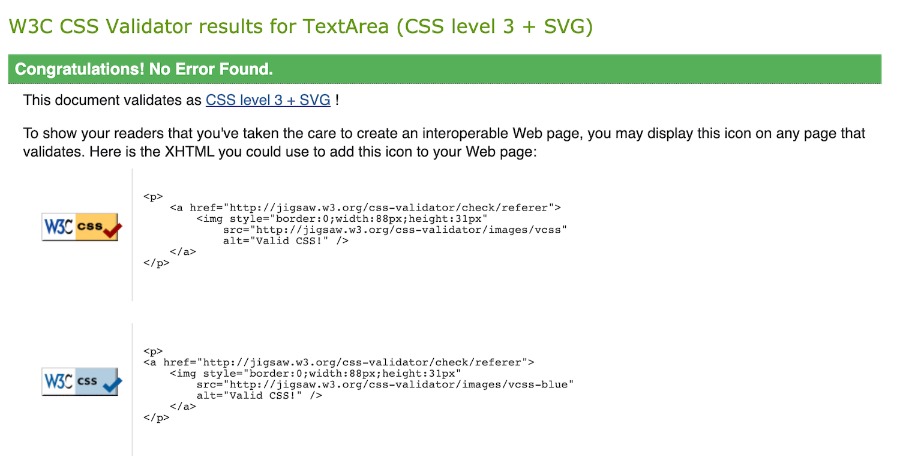 W3C CSS Validator results for TextArea (CSS level 3 + SVG)
Congratulations! No Error Found.
This document validates as CSS level 3 + SVG !
To show your readers that you've taken the care to create an interoperable Web page, you may display this icon on any page that
validates. Here is the XHTML you could use to add this icon to your Web page:
W3C css
<p>
<a href="http://jigsaw.w3.org/css-validator/check/referer">
<img style="border:0;width:88px;height:31px"
src="http://jigsaw.w3.org/css-validator/images/vcss"
alt="Valid CSS!" />
</a>
</p>
W3C css
<p>
<a href="http://jigsaw.w3.org/css-validator/check/referer">
<img style="border:0;width:88px;height:31px"
src="http://jigsaw.w3.org/css-validator/images/vcss-blue"
alt="Valid CSS!" />
</a>
</p>